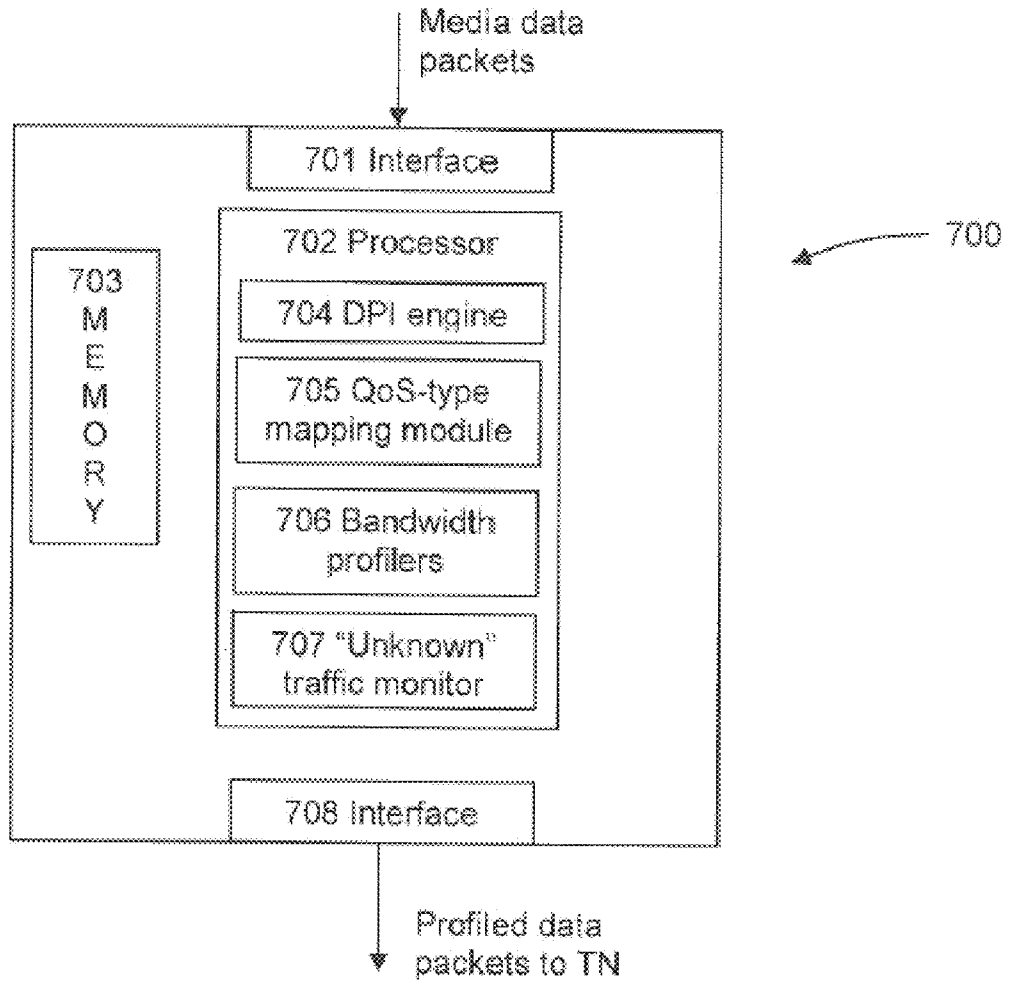 Media data
packets
701 Interface
702 Processor
700
703
M
E
M
O
R
Y
704 DPI engine
705 QoS-type
mapping module
706 Bandwidth
profilers
707 “Unknown”
traffic monitor
708 Interface
Profiled data
packets to TN